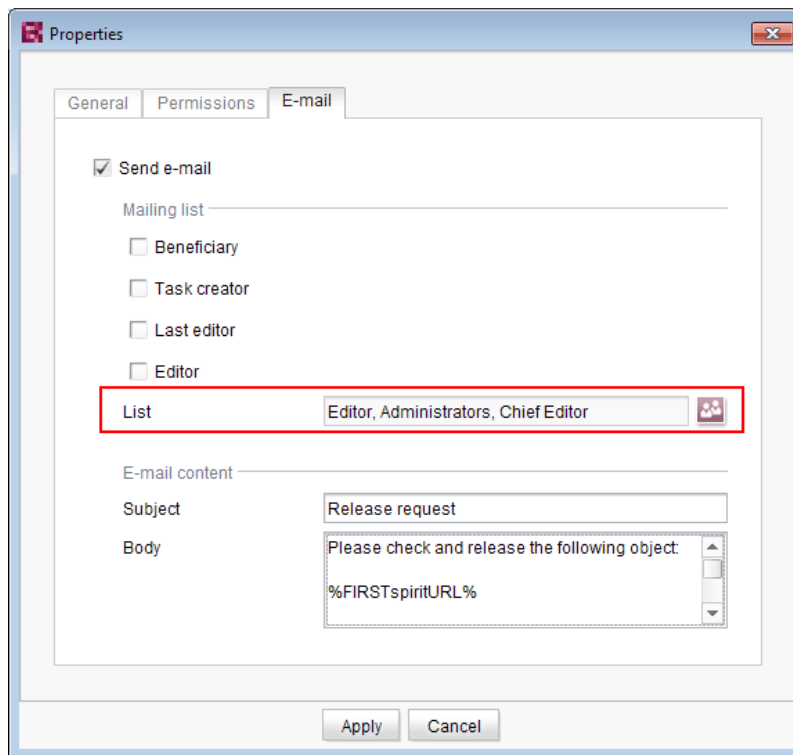 Properties
General Permissions E-mail
Send e-mail
Mailing list
Beneficiary
Task creator
Last editor
Editor
List Editor, Administrators, Chief Editor
E-mail content
Subject Release request
Body Please check and release the following object:
%FIRSTspiritURL%
Apply Cancel